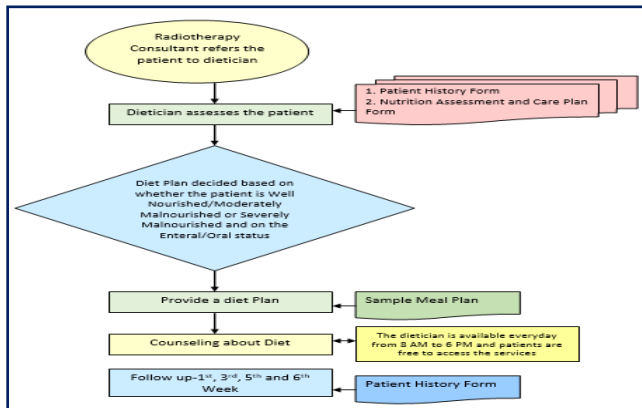 Radiotherapy
Consultant refers the
patient to dietician
1. Patient History Form
2. Nutrition Assessment and Care Plan
Form
Dietician assesses the patient
Diet Plan decided based on
whether the patient is Well
Nourished/Moderately
Malnourished or Severely
Malnourished and on the
Enteral/Oral status
Provide a diet Plan
Sample Meal Plan
Counseling about Diet
The dietician is available everyday
from 8 AM to 6 PM and patients are
free to access the services
Follow up-1st, 3rd, 5th and 6th
Week
Patient History Form